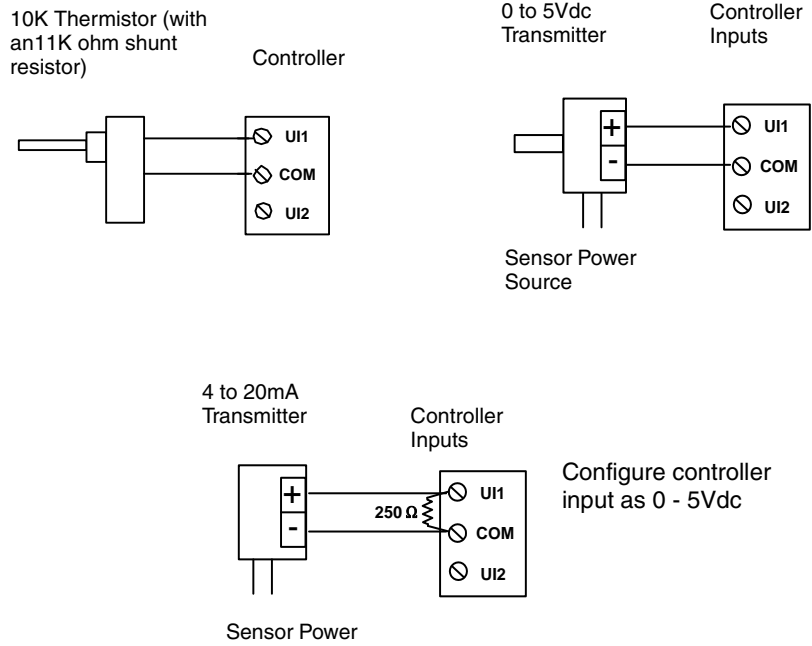 10K Thermistor (with
an11K ohm shunt
resistor)
Controller
UI1
COM
UI2
0 to 5Vdc
Transmitter
Controller
Inputs
+
-
UI1
COM
UI2
Sensor Power
Source
4 to 20mA
Transmitter
Controller
Inputs
+
-
250 Ω
UI1
COM
UI2
Configure controller
input as 0 - 5Vdc
Sensor Power